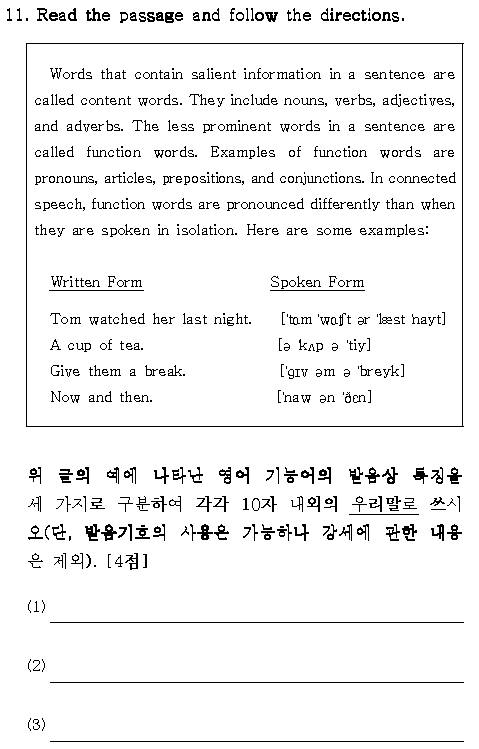 11. Read the passage and follow the directions.
Words that contain salient information in a sentence are
called content words. They include nouns, verbs, adjectives,
and adverbs. The less prominent words in a sentence are
called function words. Examples of function words are
pronouns, articles, prepositions, and conjunctions. In connected
speech, function words are pronounced differently than when
they are spoken in isolation. Here are some examples:
Written Form Spoken Form
Tom watched her last night. [ˈtɑm ˈwɑʃt ər ˈlæst ˈnayt]
A cup of tea. [ə kʌp ə ˈtiy]
Give them a break. [ˈgɪv əm ə ˈbreyk]
Now and then. [ˈnaw ən ˈðɛn]
위 글의 예에 나타난 영어 기능어의 발음상 특징을
세 가지로 구분하여 각각 10자 내외의 우리말로 쓰시
오(단, 발음기호의 사용은 가능하나 강세에 관한 내용
은 제외). [4점]
(1)
(2)
(3)